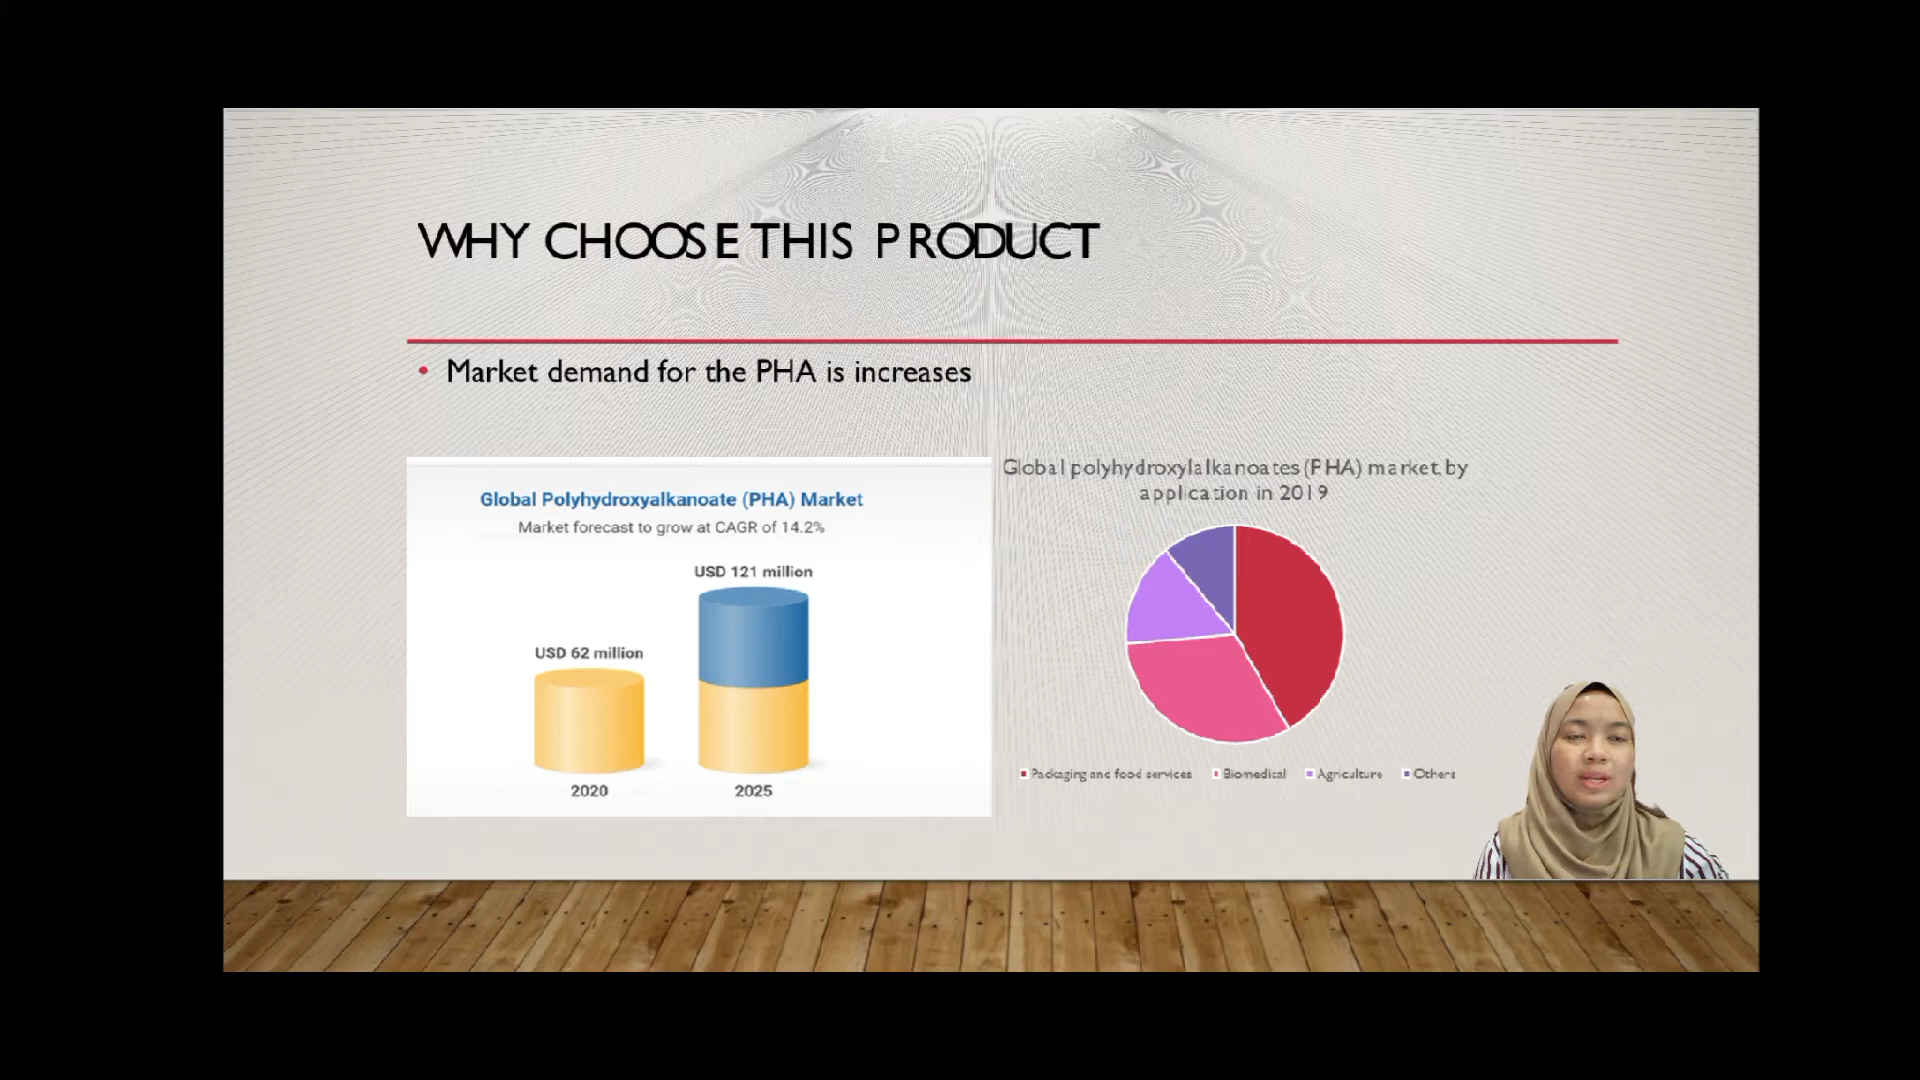 WHY CHOOSE THIS PRODUCT
• Market demand for the PHA is increases
Global Polyhydroxyalkanoate (PHA) Market
Market forecast to grow at CAGR of 14.2%
USD 121 million
USD 62 million
2020
2025
Global polyhydroxylalkanoates (PHA) market by
application in 2019
Packaging and food services
Biomedical
Agriculture
Others